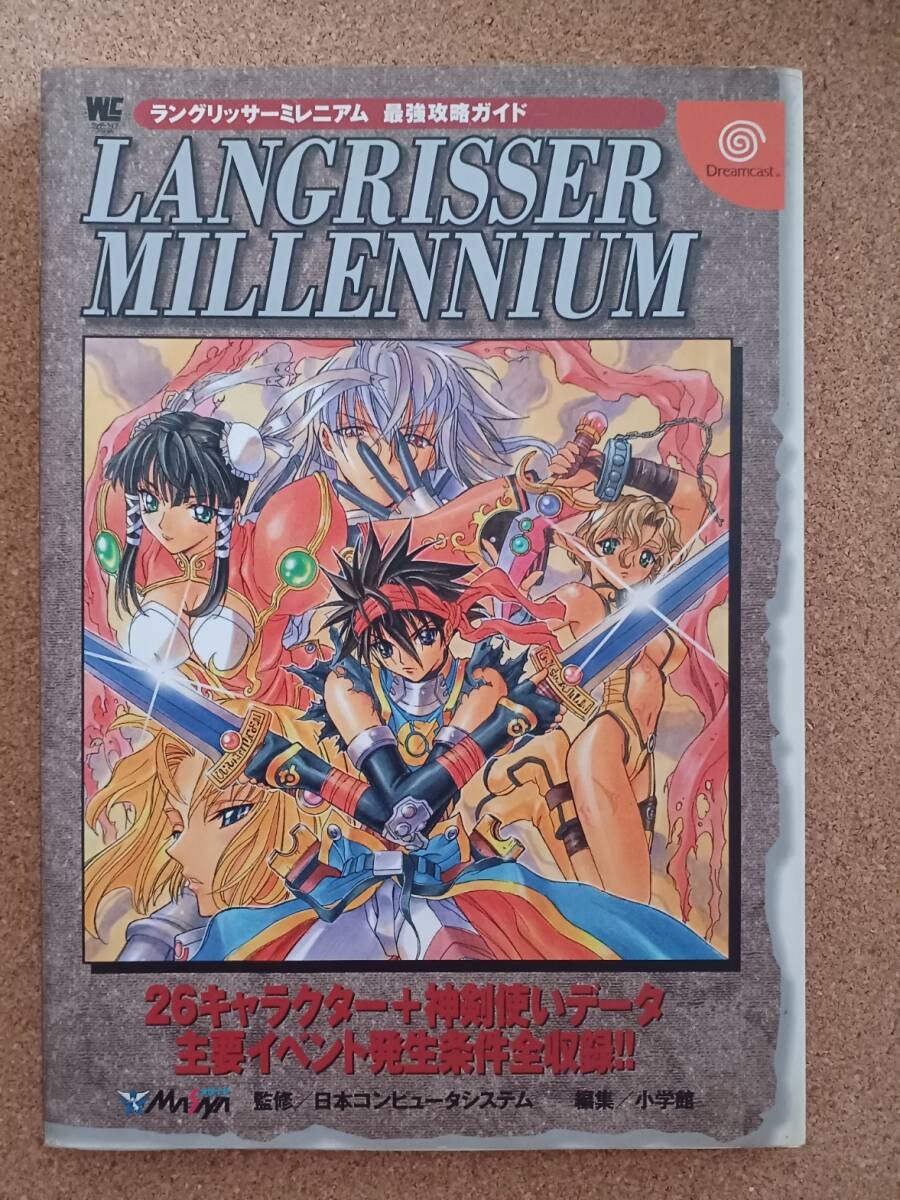 WC
ラングリッサーミレニアム 最強攻略ガイド
Dreamcast
LANGRISSER
MILLENNIUM
26キャラクター+神剣使いデータ
主要イベント発生条件全収録!!
Masaya 監修/日本コンピュータシステム 編集/小学館